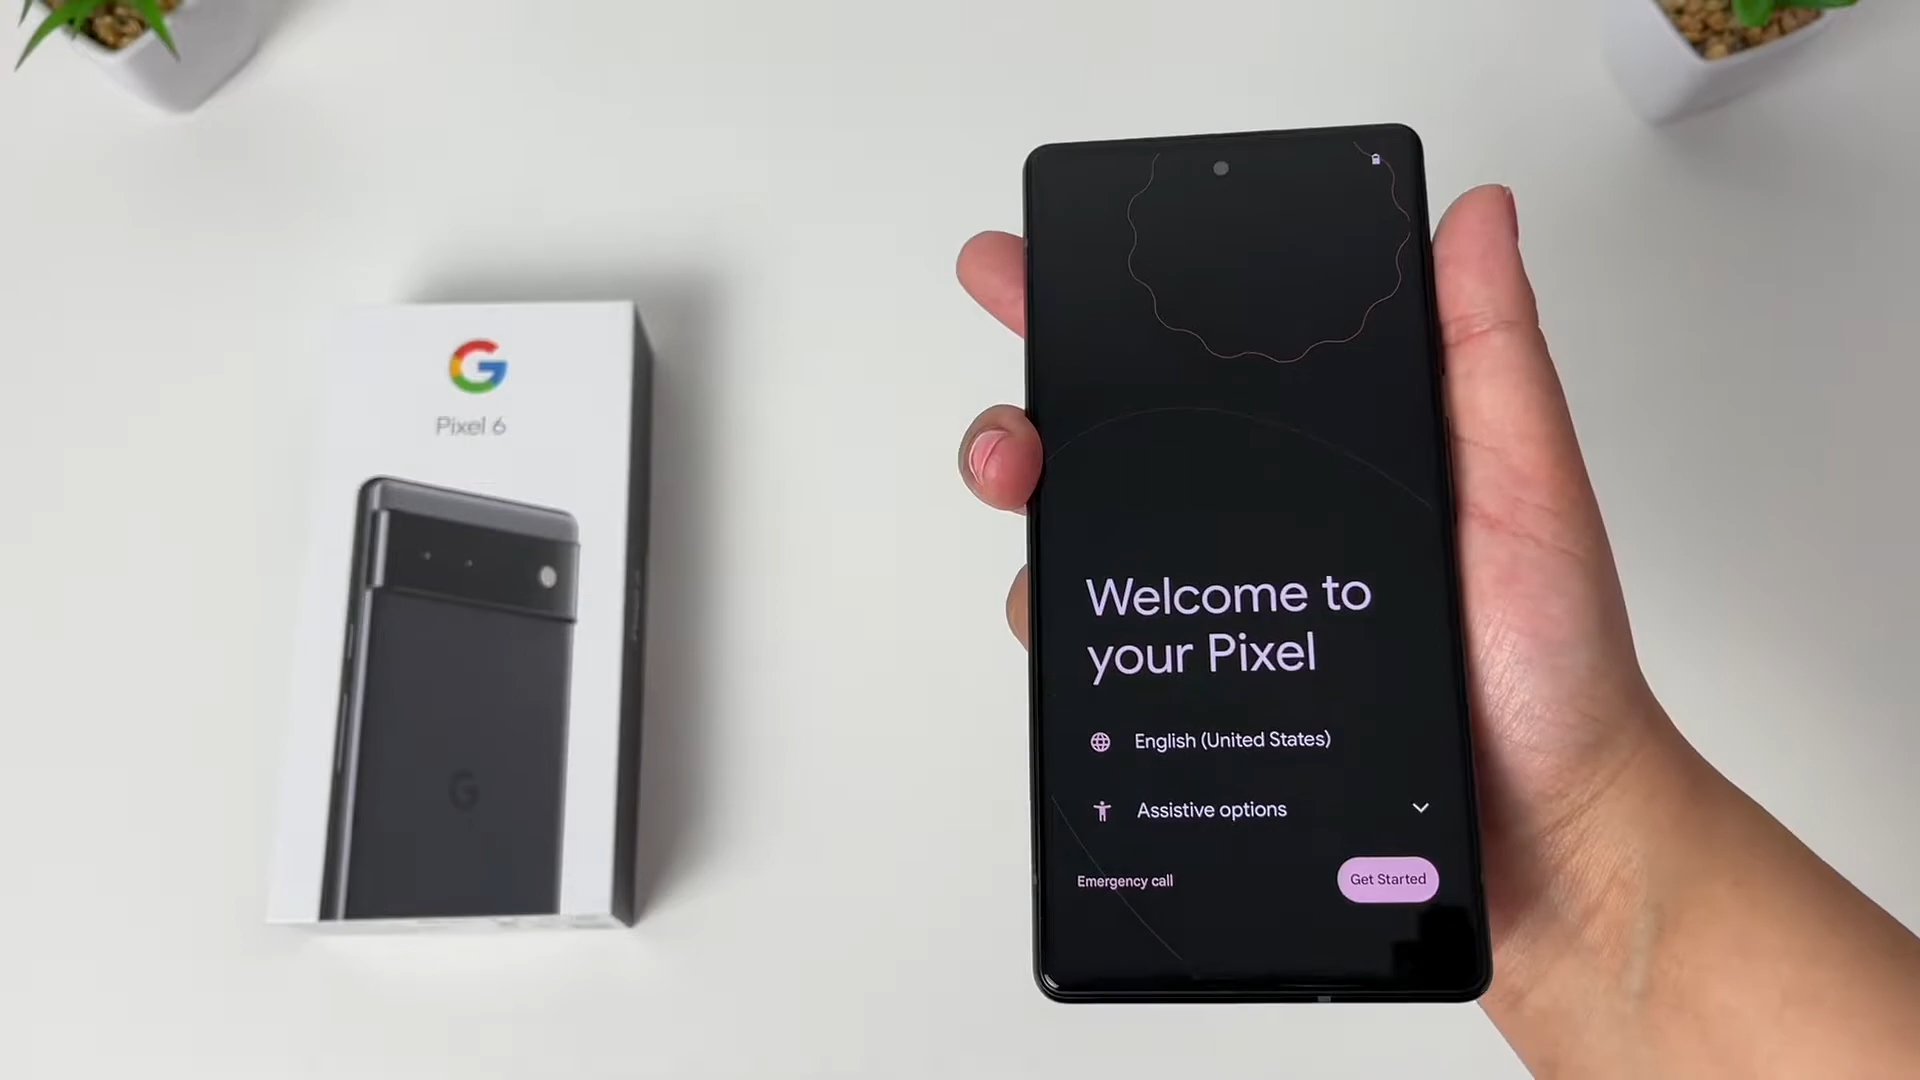 G
Pixel 6
G
Welcome to
your Pixel
English (United States)
Assistive options
Emergency call
Get Started